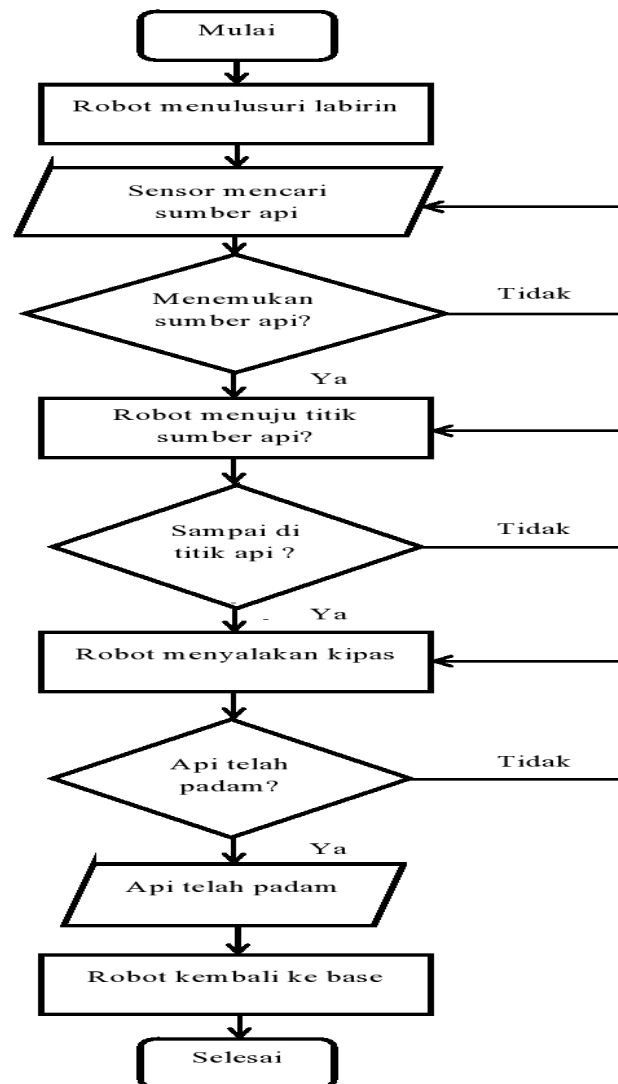 Mulai
Robot menulusuri labirin
Sensor mencari
sumber api
Menemukan
sumber api?
Tidak
Ya
Robot menuju titik
sumber api?
Sampai di
titik api ?
Tidak
Ya
Robot menyalakan kipas
Api telah
padam?
Tidak
Ya
Api telah padam
Robot kembali ke base
Selesai